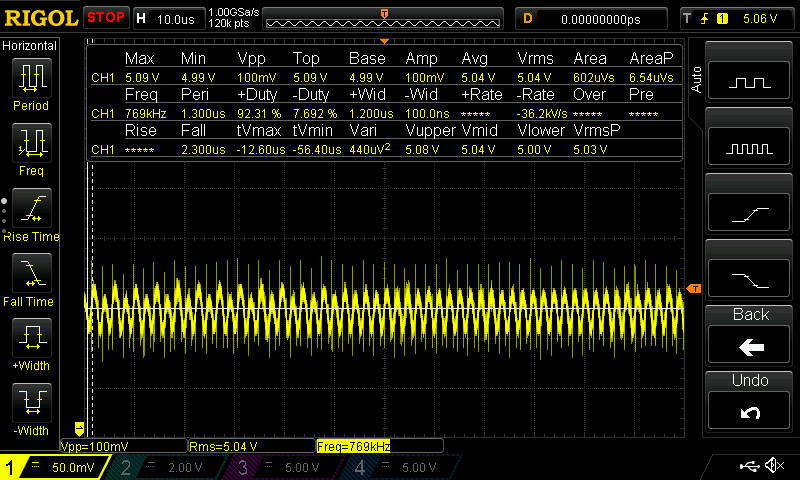 RIGOL STOP H 10.0us 1.00GSa/s 120k pts T D 0.00000000ps T 1 5.06 V
Horizontal
Period
Freq
Rise Time
Fall Time
+Width
-Width
Max Min Vpp Top Base Amp Avg Vrms Area AreaP
CH1 5.09 V 4.99 V 100mV 5.09 V 4.99 V 100mV 5.04 V 5.04 V 602uVs 6.54uVs
Freq Peri +Duty -Duty +Wid -Wid +Rate -Rate Over Pre
CH1 769kHz 1.300us 92.31 % 7.692 % 1.200us 100.0ns ***** -36.2kV/s ***** *****
Rise Fall tVmax tVmin Vari Vupper Vmid Vlower VrmsP
CH1 ***** 2.300us -12.60us -56.40us 440uV² 5.08 V 5.04 V 5.00 V 5.03 V
T
Auto
Back
Undo
Vpp=100mV Rms=5.04 V Freq=769kHz
1 50.0mV 2 2.00 V 3 5.00 V 4 5.00 V